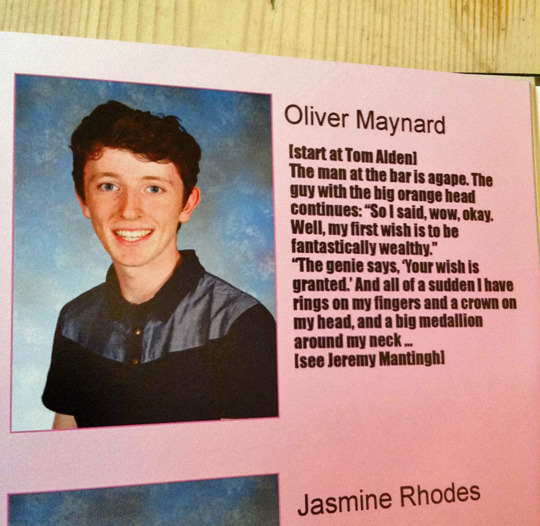 Oliver Maynard
[start at Tom Alden]
The man at the bar is agape. The
guy with the big orange head
continues: “So I said, wow, okay.
Well, my first wish is to be
fantastically wealthy.”
“The genie says, ‘Your wish is
granted.’ And all of a sudden I have
rings on my fingers and a crown on
my head, and a big medallion
around my neck ...
[see Jeremy Mantingh]
Jasmine Rhodes